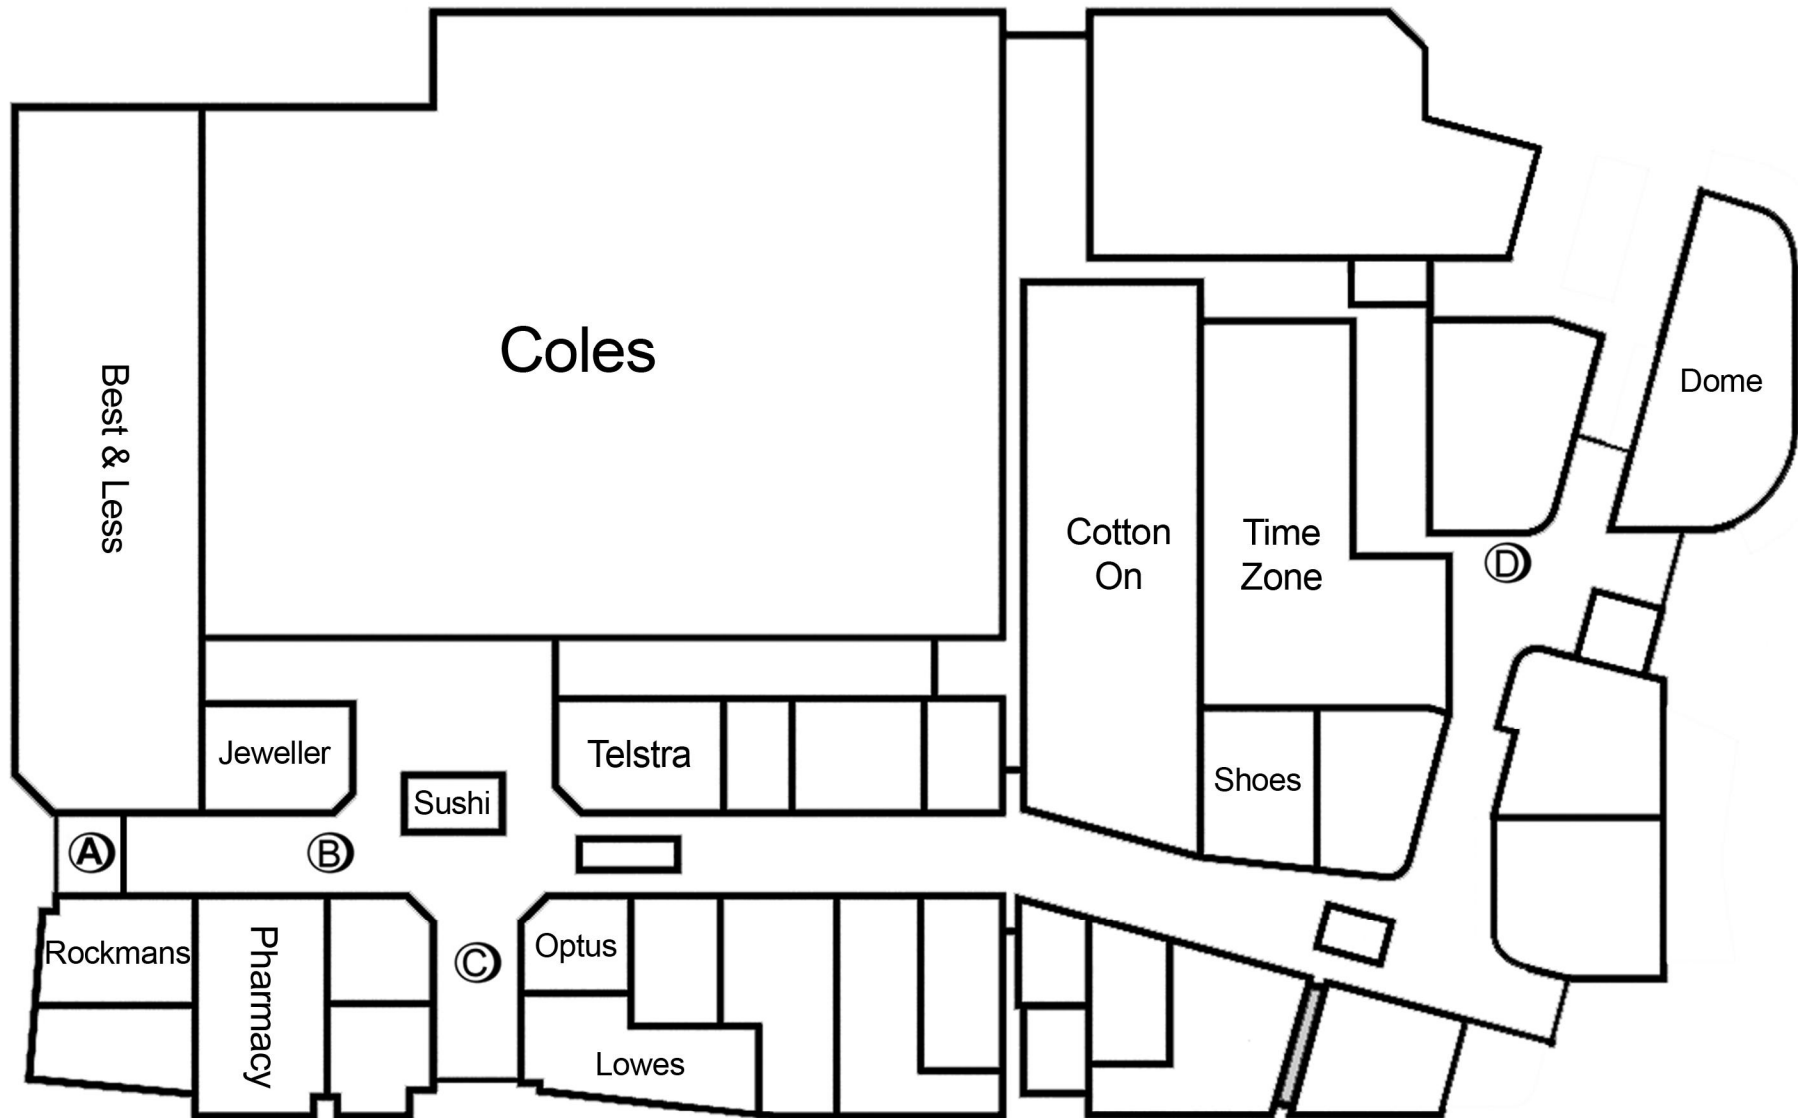 Coles
Best & Less
Dome
Cotton
On
Time
Zone
D
Jeweller
Telstra
Sushi
Shoes
A
B
Rockmans
Pharmacy
C
Optus
Lowes